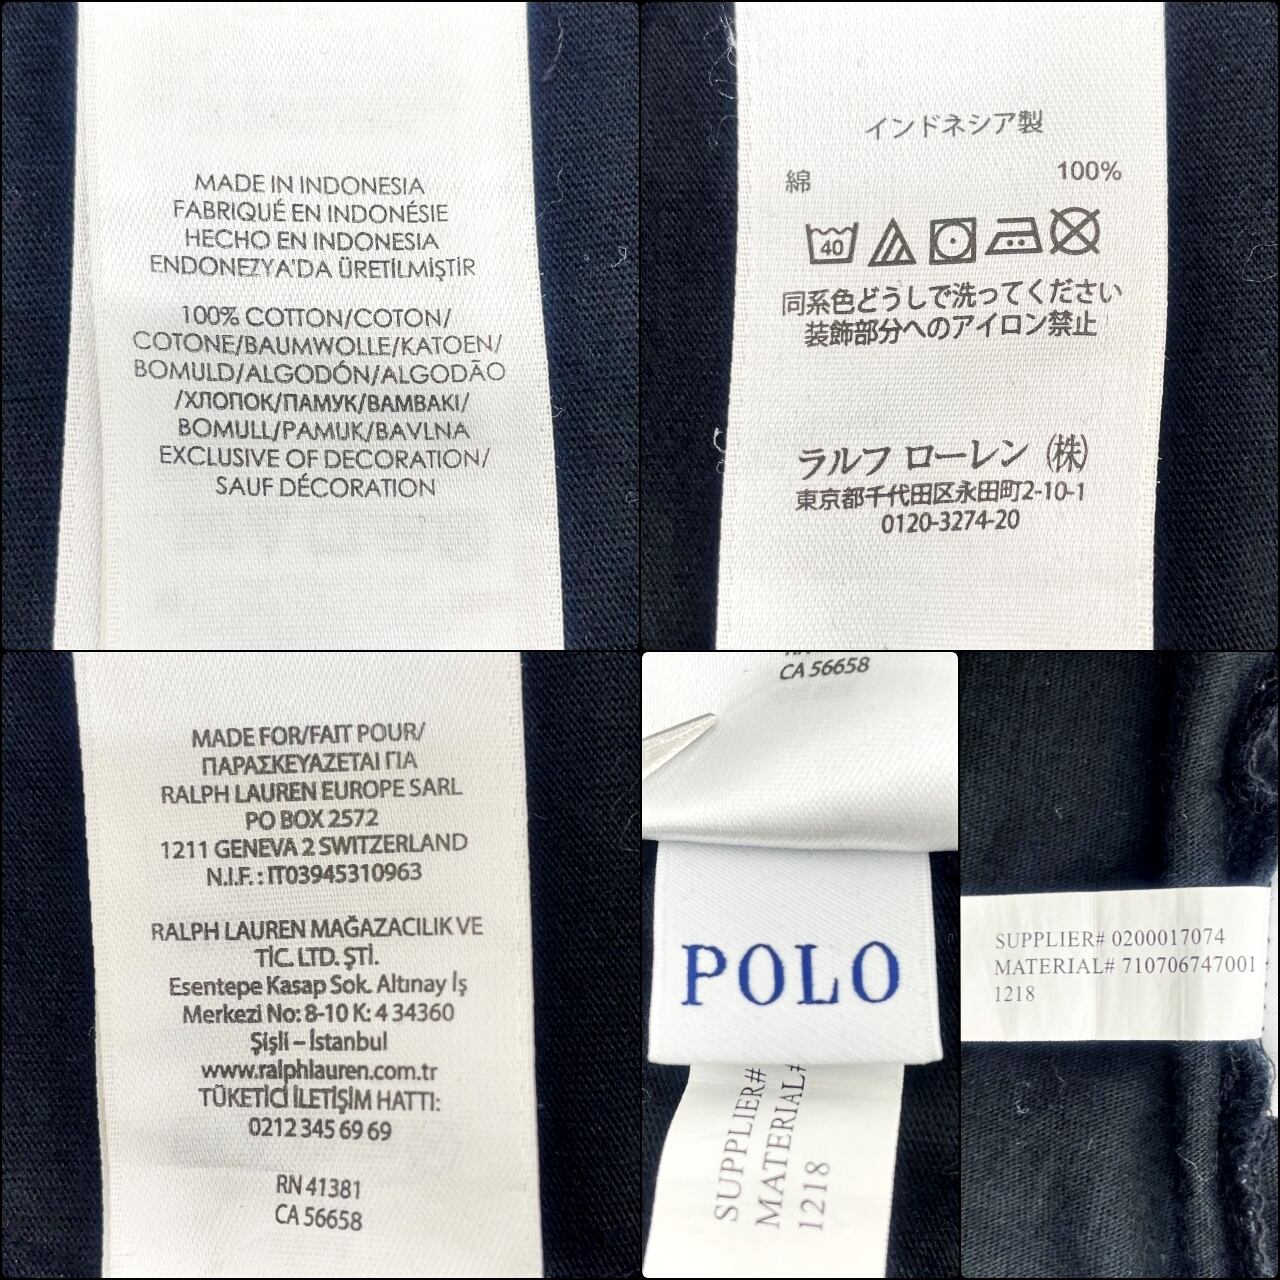 MADE IN INDONESIA
FABRIQUÉ EN INDONÉSIE
HECHO EN INDONESIA
ENDONEZYA'DA ÜRETİLMİŞTİR
100% COTTON/COTON/
COTONE/BAUMWOLLE/KATOEN/
BOMULD/ALGODÓN/ALGODÃO
/ХЛОПОК/ПАМУК/BAMBAKI/
BOMULL/PAMUK/BAVLNA
EXCLUSIVE OF DECORATION/
SAUF DÉCORATION
インドネシア製
綿 100%
40
同系色どうしで洗ってください
装飾部分へのアイロン禁止
ラルフ ローレン (株)
東京都千代田区永田町2-10-1
0120-3274-20
MADE FOR/FAIT POUR/
ΠΑΡΑΣΚΕΥΑΖΕΤΑΙ ΓΙΑ
RALPH LAUREN EUROPE SARL
PO BOX 2572
1211 GENEVA 2 SWITZERLAND
N.I.F. : IT03945310963
RALPH LAUREN MAĞAZACILIK VE
TİC. LTD. ŞTİ.
Esentepe Kasap Sok. Altınay İş
Merkezi No: 8-10 K: 4 34360
Şişli – İstanbul
www.ralphlauren.com.tr
TÜKETİCİ İLETİŞİM HATTI:
0212 345 69 69
RN 41381
CA 56658
CA 56658
POLO
SUPPLIER#
MATERIAL#
1218
SUPPLIER# 0200017074
MATERIAL# 710706747001
1218